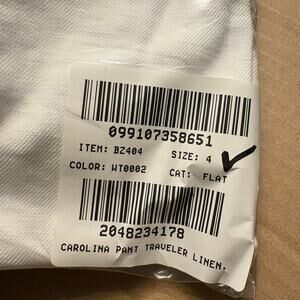 099107358651
ITEM: BZ404 SIZE: 4
COLOR: WT0002 CAT: FLAT
2048234178
CAROLINA PANT TRAVELER LINEN.